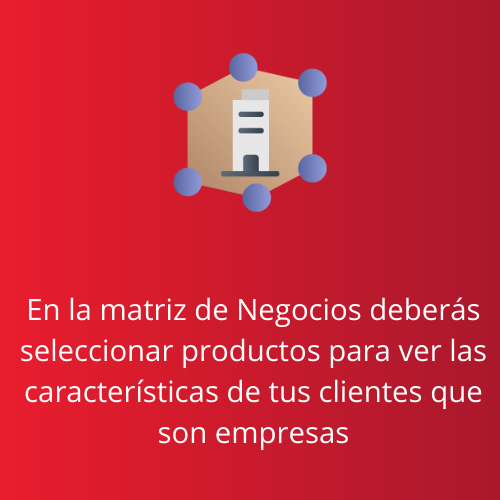 En la matriz de Negocios deberás
seleccionar productos para ver las
características de tus clientes que
son empresas